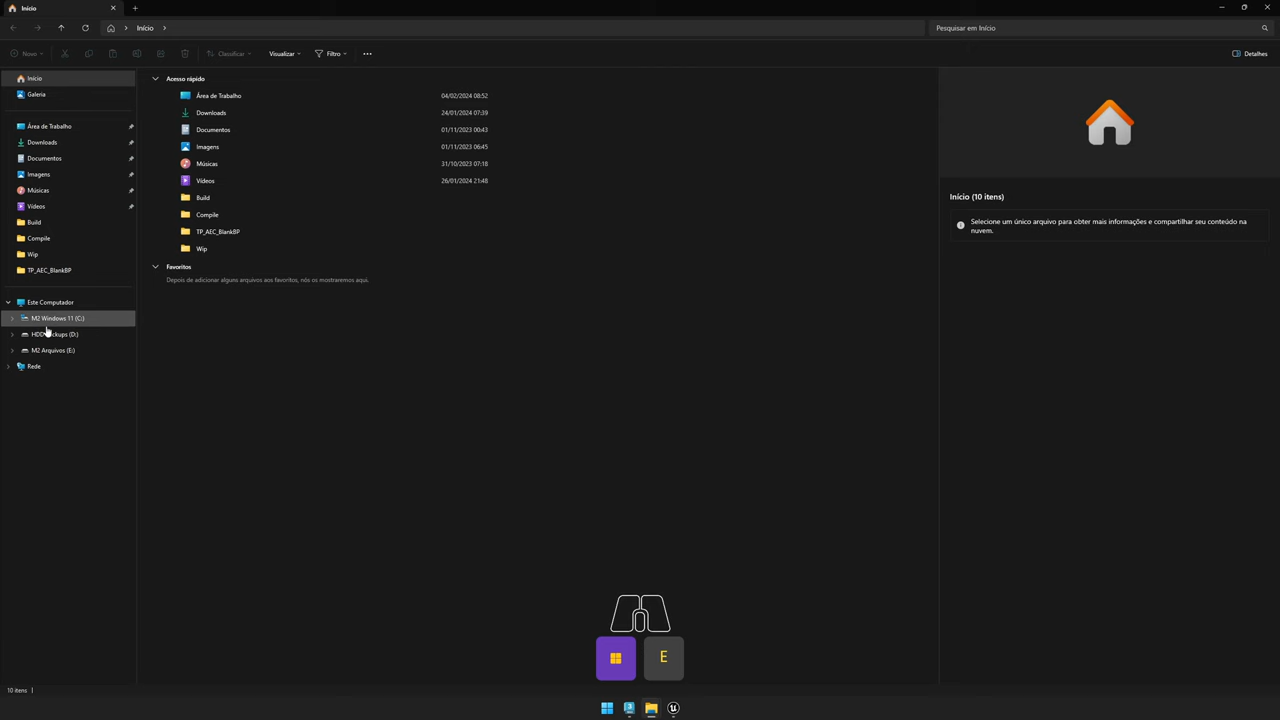 Início
Início
Pesquisar em Início
Novo
Classificar
Visualizar
Filtro
Detalhes
Início
Galeria
Área de Trabalho
Downloads
Documentos
Imagens
Músicas
Vídeos
Build
Compile
Wip
TP_AEC_BlankBP
Este Computador
M2 Windows 11 (C:)
M2 Arquivos (E:)
Rede
Acesso rápido
Área de Trabalho 04/02/2024 08:52
Downloads 24/01/2024 07:39
Documentos 01/11/2023 00:43
Imagens 01/11/2023 06:45
Músicas 31/10/2023 07:18
Vídeos 26/01/2024 21:48
Build
Compile
TP_AEC_BlankBP
Wip
Favoritos
Depois de adicionar alguns arquivos aos favoritos, nós os mostraremos aqui.
Início (10 itens)
Selecione um único arquivo para obter mais informações e compartilhar seu conteúdo na
nuvem.
E
10 itens